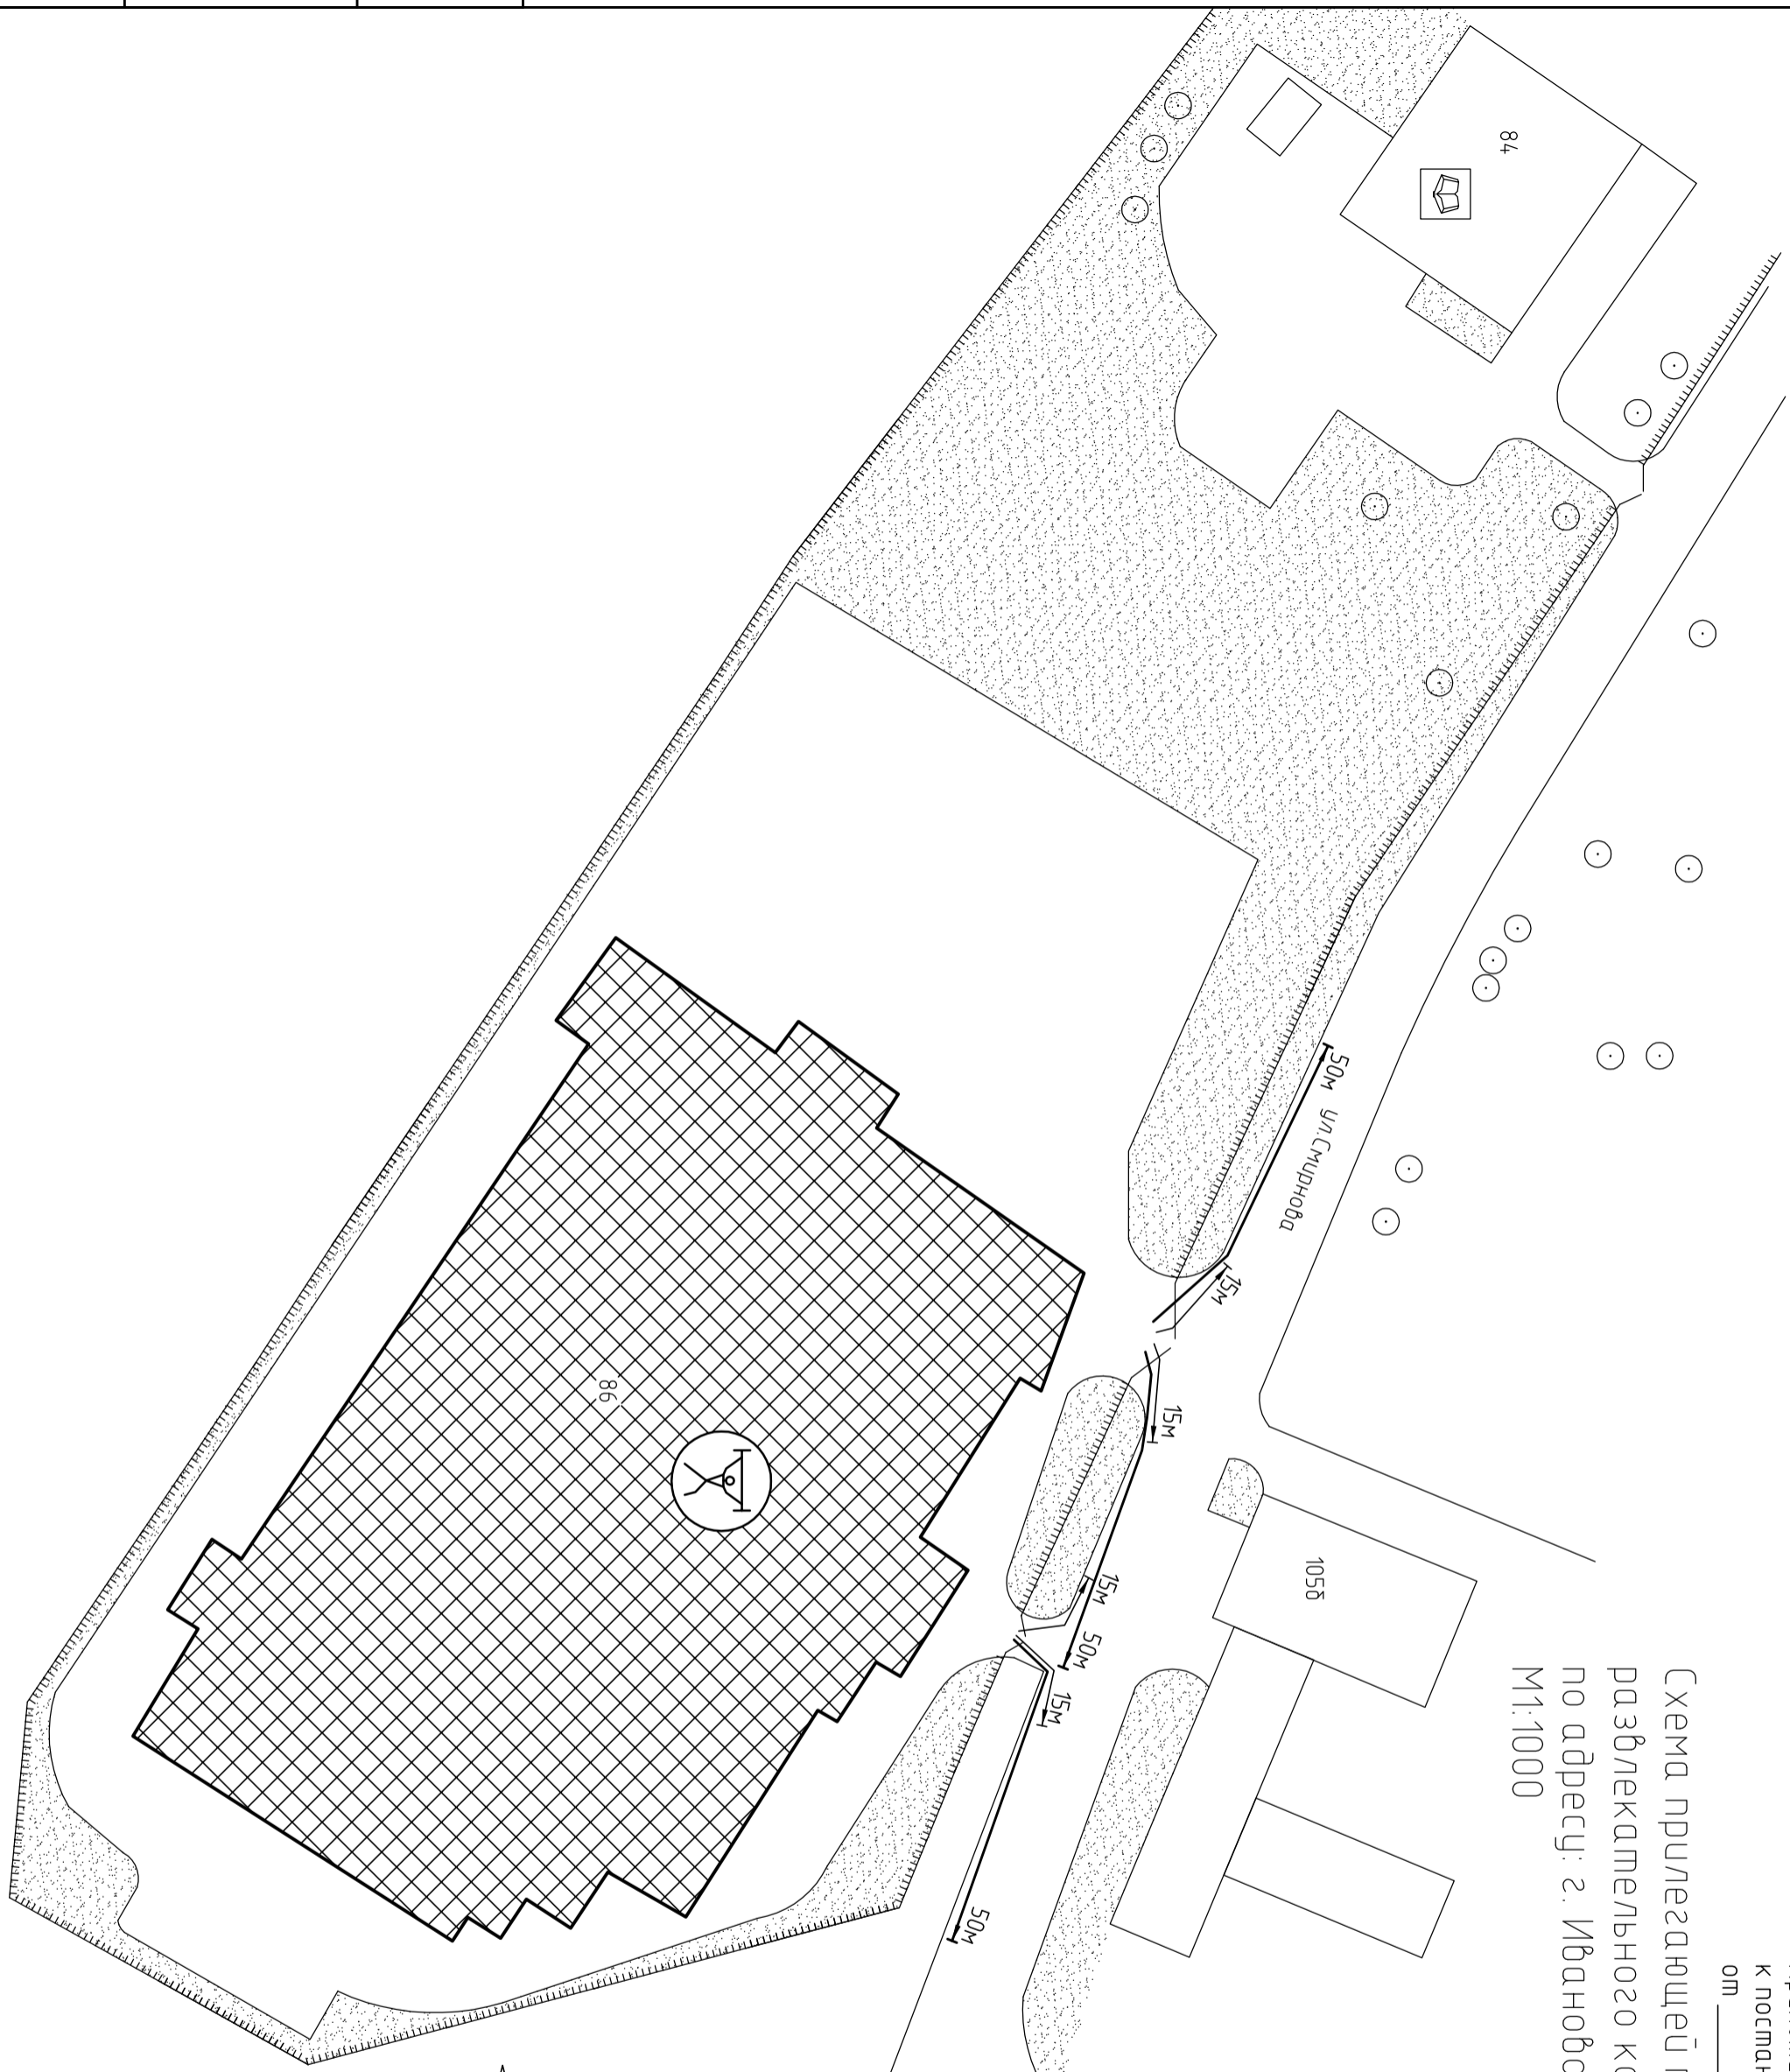 к постан
от
Схема прилегающей
развлекательного ко
по адресу: г. Иваново
М1:1000
84
50м
ул.Смирнова
15м
15м
105б
15м
50м
15м
50м
86